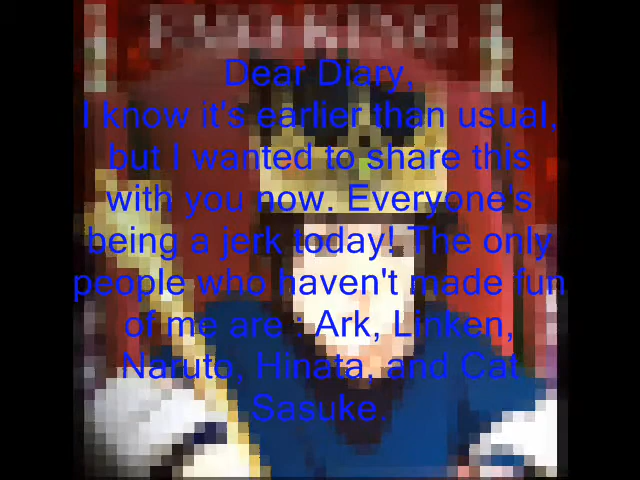 Dear Diary,
I know it's earlier than usual,
but I wanted to share this
with you now. Everyone's
being a jerk today! The only
people who haven't made fun
of me are : Ark, Linken,
Naruto, Hinata, and Cat
Sasuke.